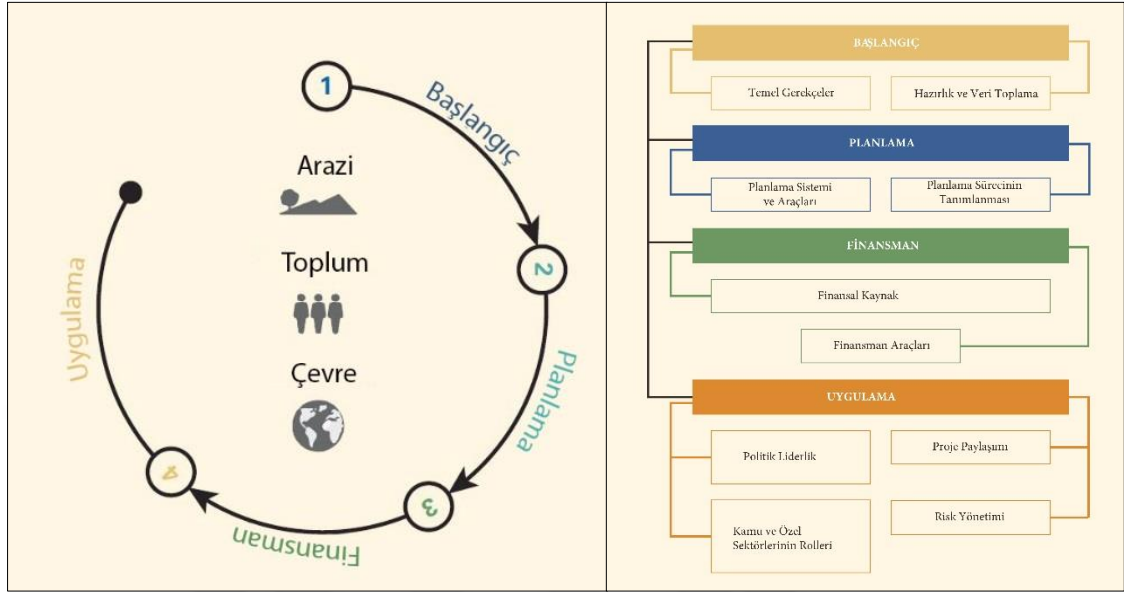 1
Başlangıç
Arazi
2
Toplum
Planlama
Çevre
3
Finansman
4
Uygulama
BAŞLANGIÇ
Temel Gerekçeler
Hazırlık ve Veri Toplama
PLANLAMA
Planlama Sistemi
ve Araçları
Planlama Sürecinin
Tanımlanması
FİNANSMAN
Finansal Kaynak
Finansman Araçları
UYGULAMA
Politik Liderlik
Proje Paylaşımı
Kamu ve Özel
Sektörlerinin Rolleri
Risk Yönetimi